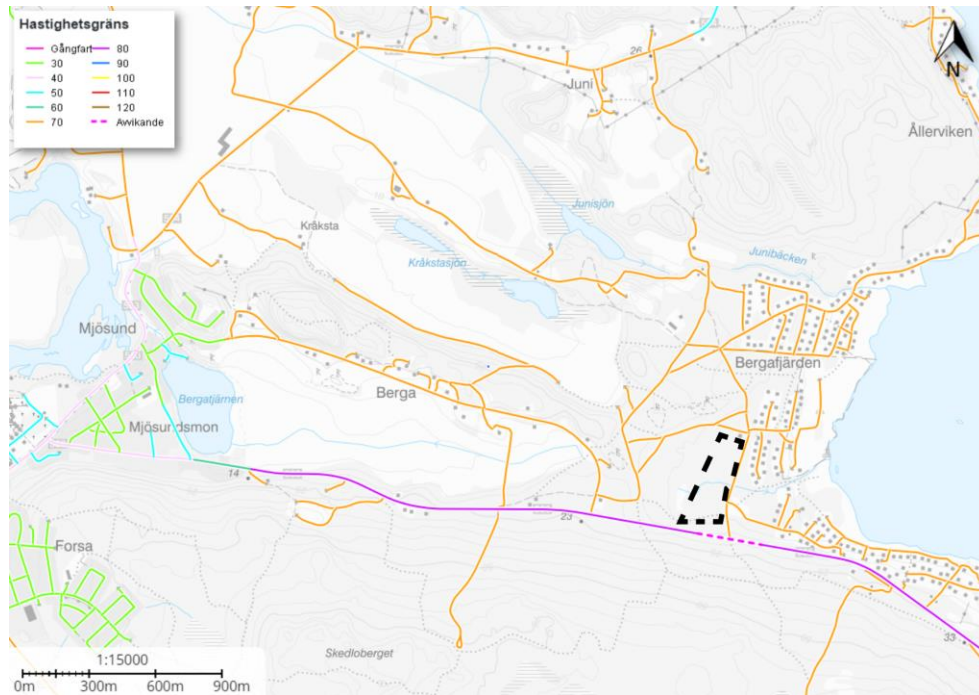 Hastighetsgräns
Gångfart
30
40
50
60
70
80
90
100
110
120
Avvikande
N
26
Juni
Ållerviken
Junisjön
Kråksta
Kråkstasjön
Junibäcken
Mjösund
Bergafjärden
Berga
Bergatjärnen
Mjösundsmon
14
23
Forsa
33
Skedloberget
1:15000
0m 300m 600m 900m